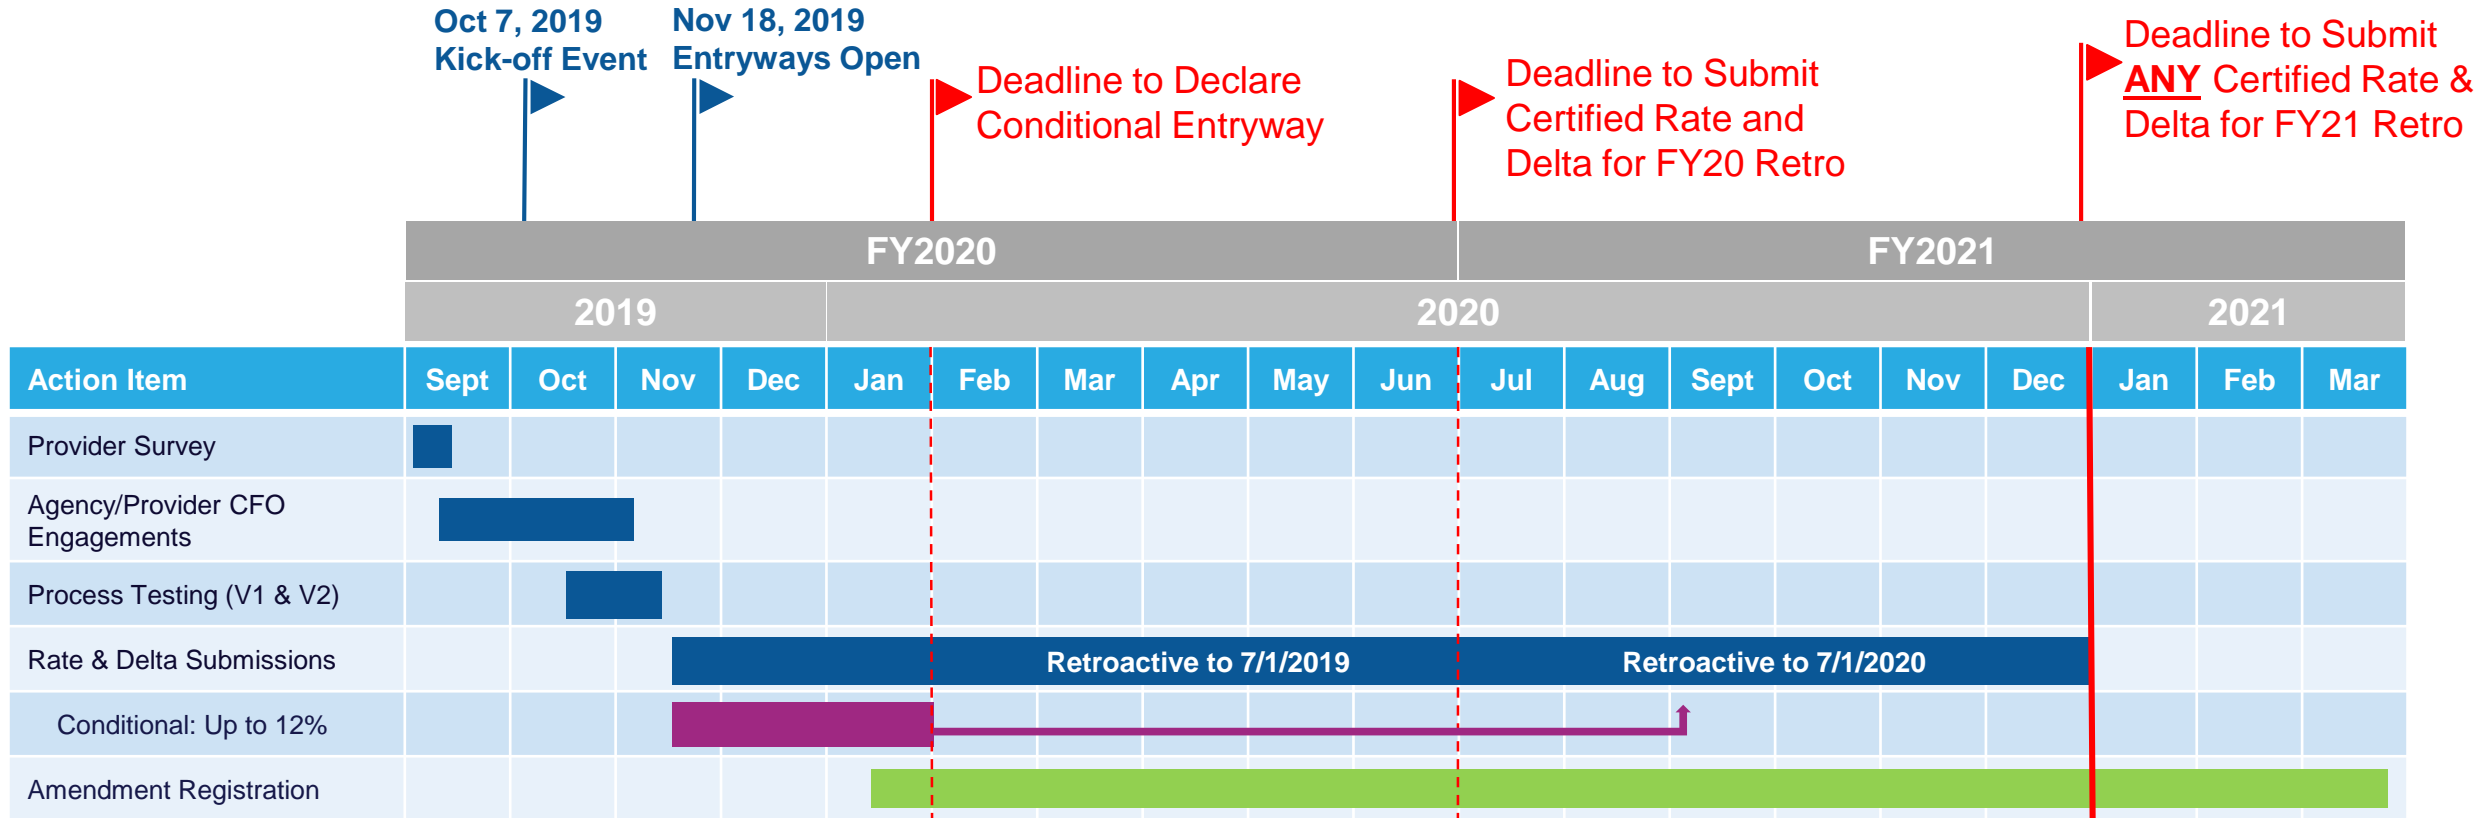 Oct 7, 2019
Kick-off Event
Nov 18, 2019
Entryways Open
Deadline to Declare
Conditional Entryway
Deadline to Submit
Certified Rate and
Delta for FY20 Retro
Deadline to Submit
ANY Certified Rate &
Delta for FY21 Retro
FY2020 FY2021
2019 2020 2021
Action Item Sept Oct Nov Dec Jan Feb Mar Apr May Jun Jul Aug Sept Oct Nov Dec Jan Feb Mar
Provider Survey
Agency/Provider CFO
Engagements
Process Testing (V1 & V2)
Rate & Delta Submissions Retroactive to 7/1/2019 Retroactive to 7/1/2020
Conditional: Up to 12%
Amendment Registration